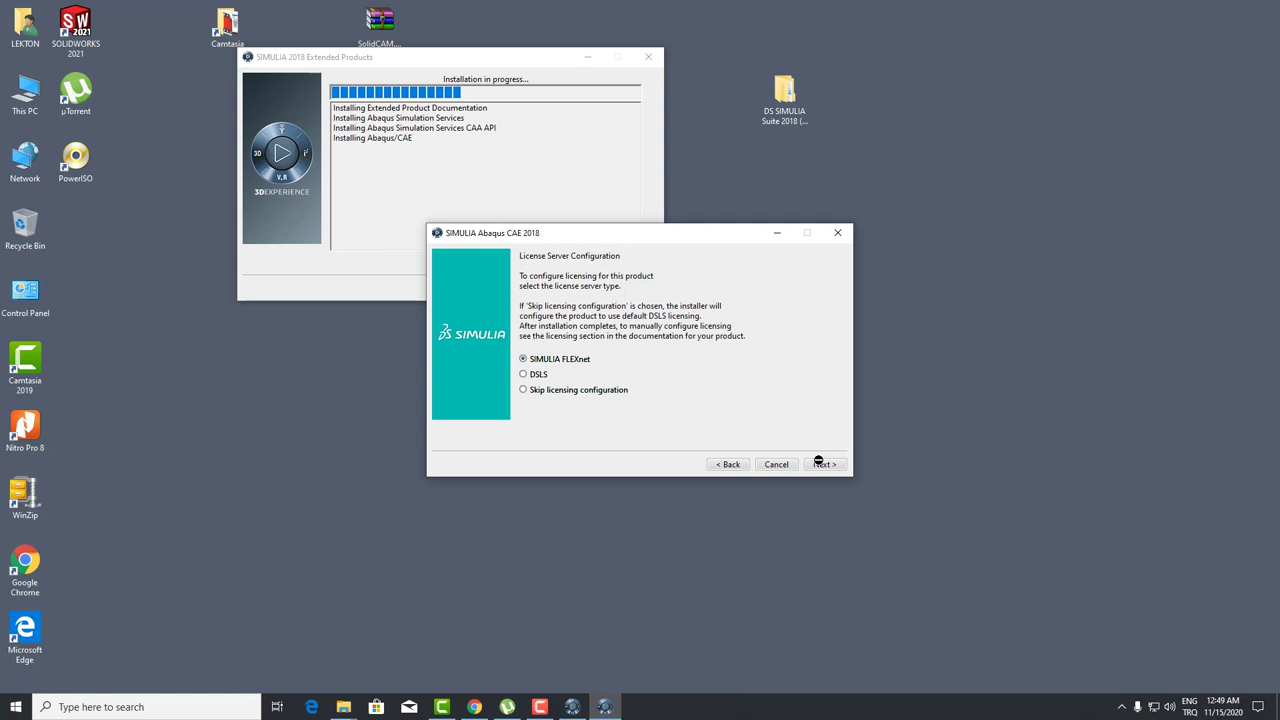 LEKTON
SOLIDWORKS
2021
SW
2021
Camtasia
SolidCAM....
This PC
µTorrent
Network
PowerISO
Recycle Bin
Control Panel
Camtasia
2019
Nitro Pro 8
WinZip
Google
Chrome
Microsoft
Edge
DS SIMULIA
Suite 2018 (...
SIMULIA 2018 Extended Products
Installation in progress...
Installing Extended Product Documentation
Installing Abaqus Simulation Services
Installing Abaqus Simulation Services CAA API
Installing Abaqus/CAE
3D
V.R
3DEXPERIENCE
SIMULIA Abaqus CAE 2018
SIMULIA
License Server Configuration
To configure licensing for this product
select the license server type.
If 'Skip licensing configuration' is chosen, the installer will
configure the product to use default DSLS licensing.
After installation completes, to manually configure licensing
see the licensing section in the documentation for your product.
SIMULIA FLEXnet
DSLS
Skip licensing configuration
< Back
Cancel
Next >
Type here to search
ENG
TRQ
12:49 AM
11/15/2020